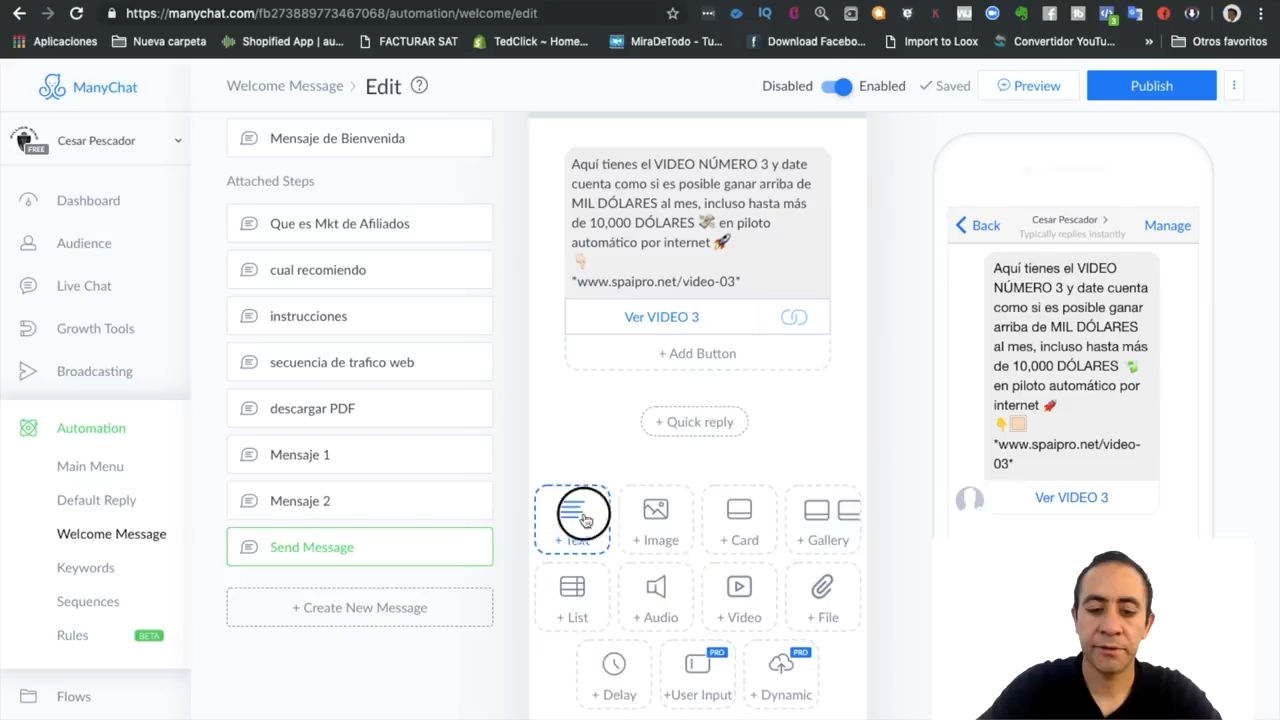 https://manychat.com/fb273889773467068/automation/welcome/edit
Aplicaciones
Nueva carpeta
Shopified App | au...
FACTURAR SAT
TedClick ~ Home...
MiraDeTodo - Tu...
Download Facebo...
Import to Loox
Convertidor YouTu...
»
Otros favoritos
ManyChat
Welcome Message > Edit
Disabled
Enabled
Saved
Preview
Publish
FREE
Cesar Pescador
Dashboard
Audience
Live Chat
Growth Tools
Broadcasting
Automation
Main Menu
Default Reply
Welcome Message
Keywords
Sequences
Rules
BETA
Flows
Mensaje de Bienvenida
Attached Steps
Que es Mkt de Afiliados
cual recomiendo
instrucciones
secuencia de trafico web
descargar PDF
Mensaje 1
Mensaje 2
Send Message
+ Create New Message
Aquí tienes el VIDEO NÚMERO 3 y date
cuenta como si es posible ganar arriba de
MIL DÓLARES al mes, incluso hasta más
de 10,000 DÓLARES 💸 en piloto
automático por internet 🚀
👇🏻
*www.spaipro.net/video-03*
Ver VIDEO 3
+ Add Button
+ Quick reply
+ Text
+ Image
+ Card
+ Gallery
+ List
+ Audio
+ Video
+ File
+ Delay
PRO
+User Input
PRO
+ Dynamic
Back
Cesar Pescador >
Typically replies instantly
Manage
Aquí tienes el VIDEO
NÚMERO 3 y date cuenta
como si es posible ganar
arriba de MIL DÓLARES
al mes, incluso hasta más
de 10,000 DÓLARES 💸
en piloto automático por
internet 🚀
👇🏻
*www.spaipro.net/video-
03*
Ver VIDEO 3